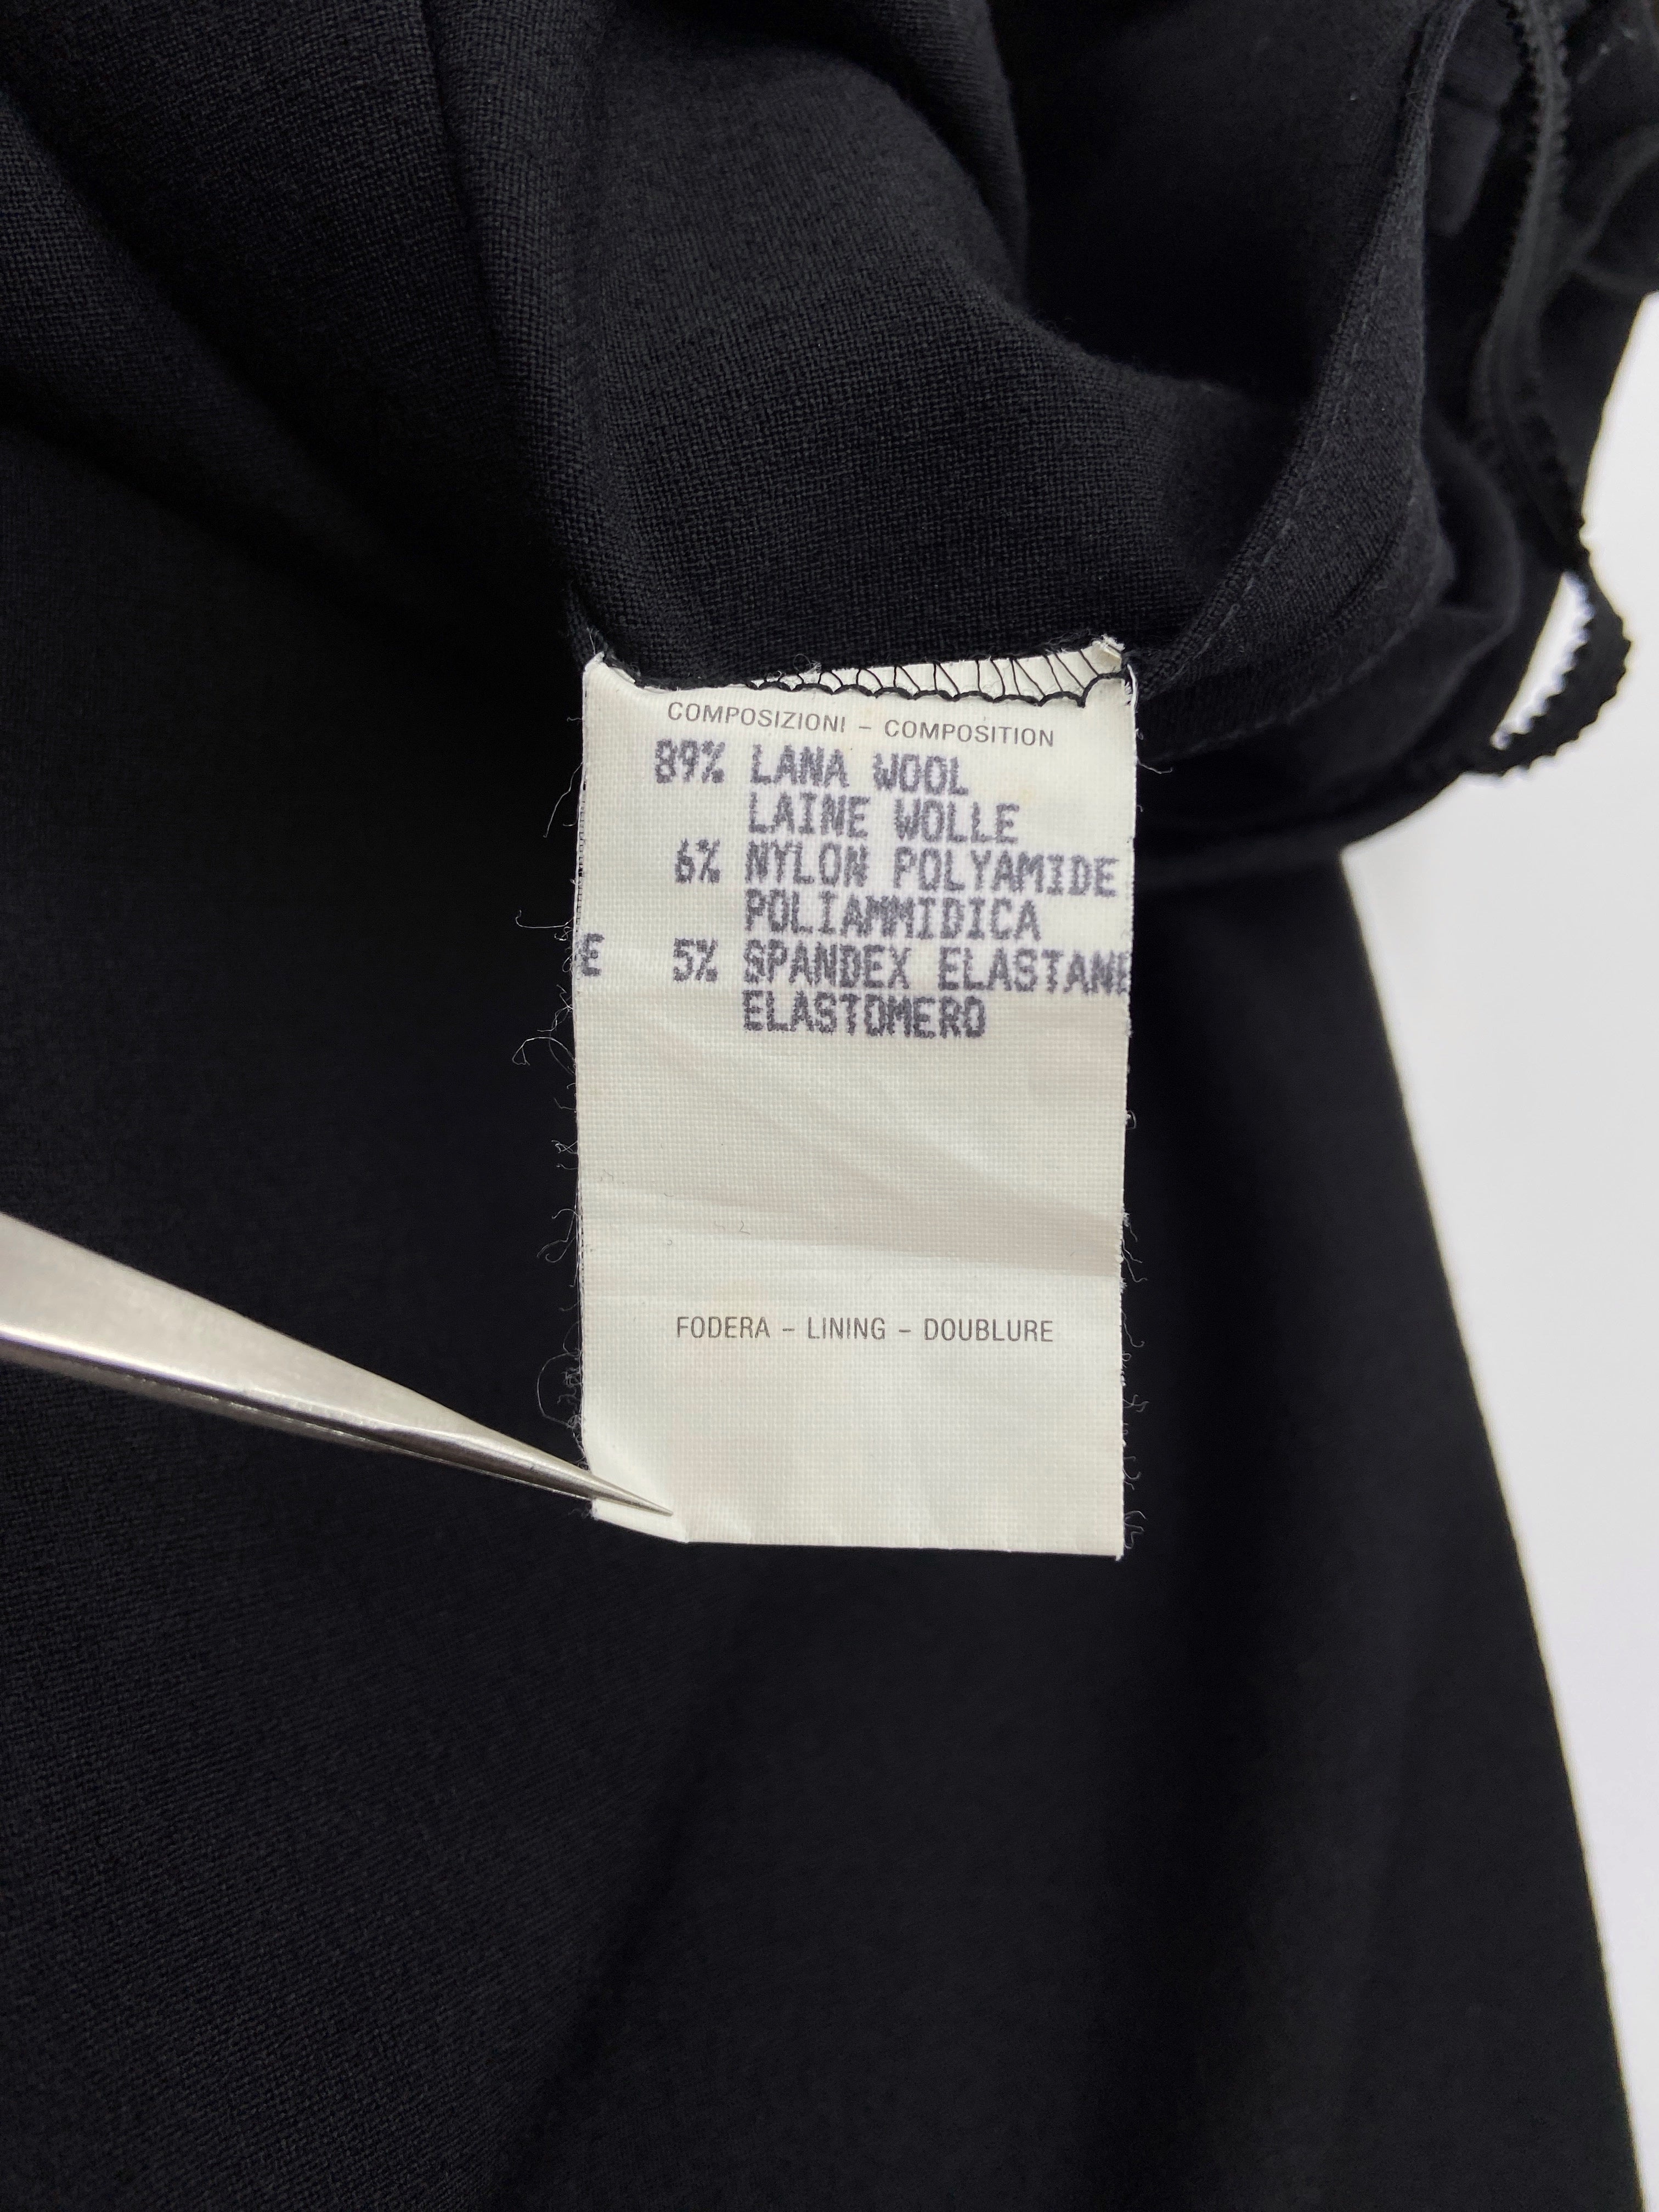 COMPOSIZIONI - COMPOSITION
89% LANA WOOL
LAINE WOLLE
6% NYLON POLYAMIDE
POLIAMMIDICA
E 5% SPANDEX ELASTANE
ELASTOMERO
FODERA - LINING - DOUBLURE